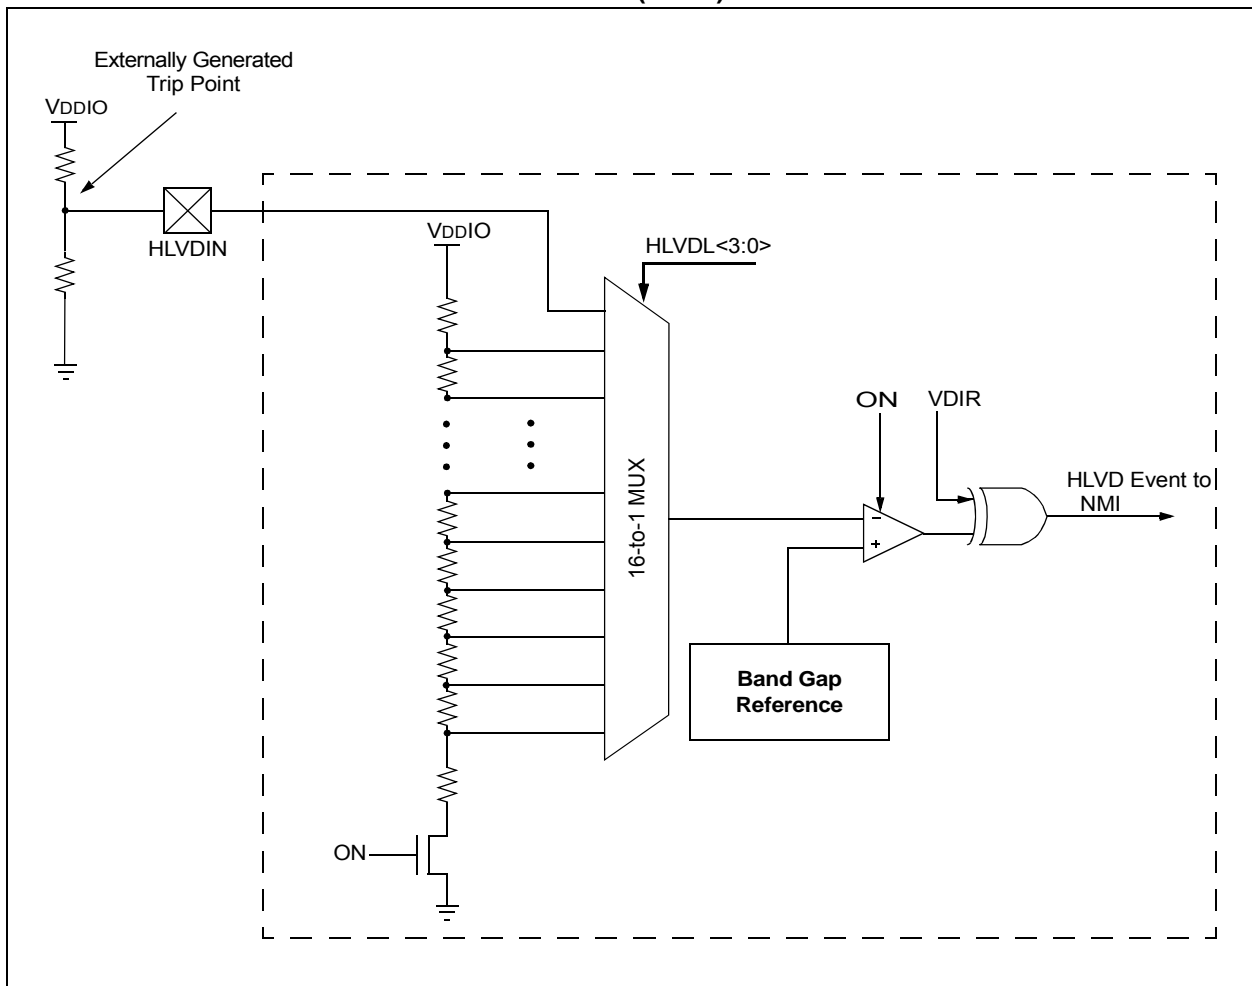 Externally Generated
Trip Point
VDDIO
HLVDIN
VDDIO
HLVDL<3:0>
16-to-1 MUX
ON
VDIR
HLVD Event to
NMI
−
+
Band Gap
Reference
ON